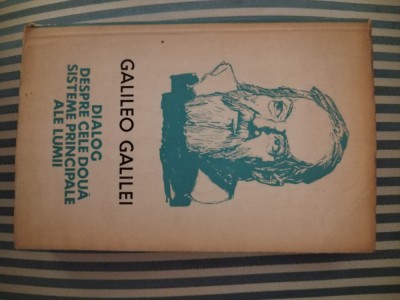 GALILEO GALILEI
DIALOG
DESPRE CELE DOUĂ
SISTEME PRINCIPALE
ALE LUMII